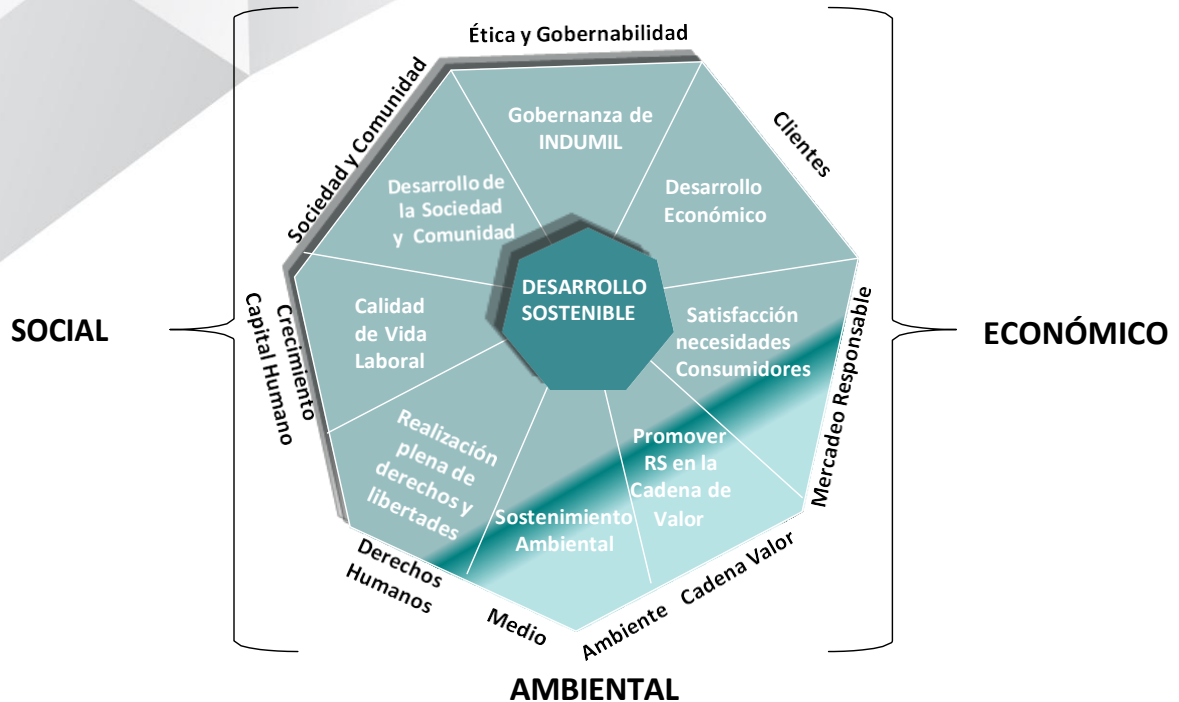 Ética y Gobernabilidad
Sociedad y Comunidad
Clientes
Gobernanza de
INDUMIL
Desarrollo de
la Sociedad
y Comunidad
Desarrollo
Económico
DESARROLLO
SOSTENIBLE
SOCIAL
ECONÓMICO
Crecimiento
Capital Humano
Calidad
de Vida
Laboral
Satisfacción
necesidades
Consumidores
Mercadeo Responsable
Realización
plena de
derechos y
libertades
Promover
RS en la
Cadena de
Valor
Sostenimiento
Ambiental
Derechos
Humanos
Medio
Ambiente
Cadena Valor
AMBIENTAL